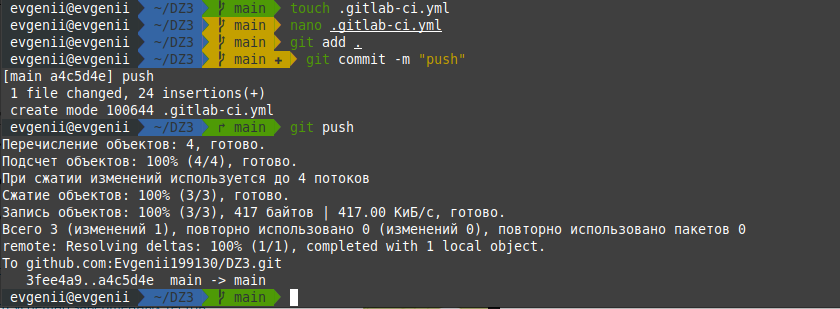 evgenii@evgenii ~/DZ3 main touch .gitlab-ci.yml
evgenii@evgenii ~/DZ3 main nano .gitlab-ci.yml
evgenii@evgenii ~/DZ3 main git add .
evgenii@evgenii ~/DZ3 main + git commit -m "push"
[main a4c5d4e] push
1 file changed, 24 insertions(+)
create mode 100644 .gitlab-ci.yml
evgenii@evgenii ~/DZ3 main git push
Перечисление объектов: 4, готово.
Подсчет объектов: 100% (4/4), готово.
При сжатии изменений используется до 4 потоков
Сжатие объектов: 100% (3/3), готово.
Запись объектов: 100% (3/3), 417 байтов | 417.00 КиБ/с, готово.
Всего 3 (изменений 1), повторно использовано 0 (изменений 0), повторно использовано пакетов 0
remote: Resolving deltas: 100% (1/1), completed with 1 local object.
To github.com:Evgenii199130/DZ3.git
3fee4a9..a4c5d4e main -> main
evgenii@evgenii ~/DZ3 main